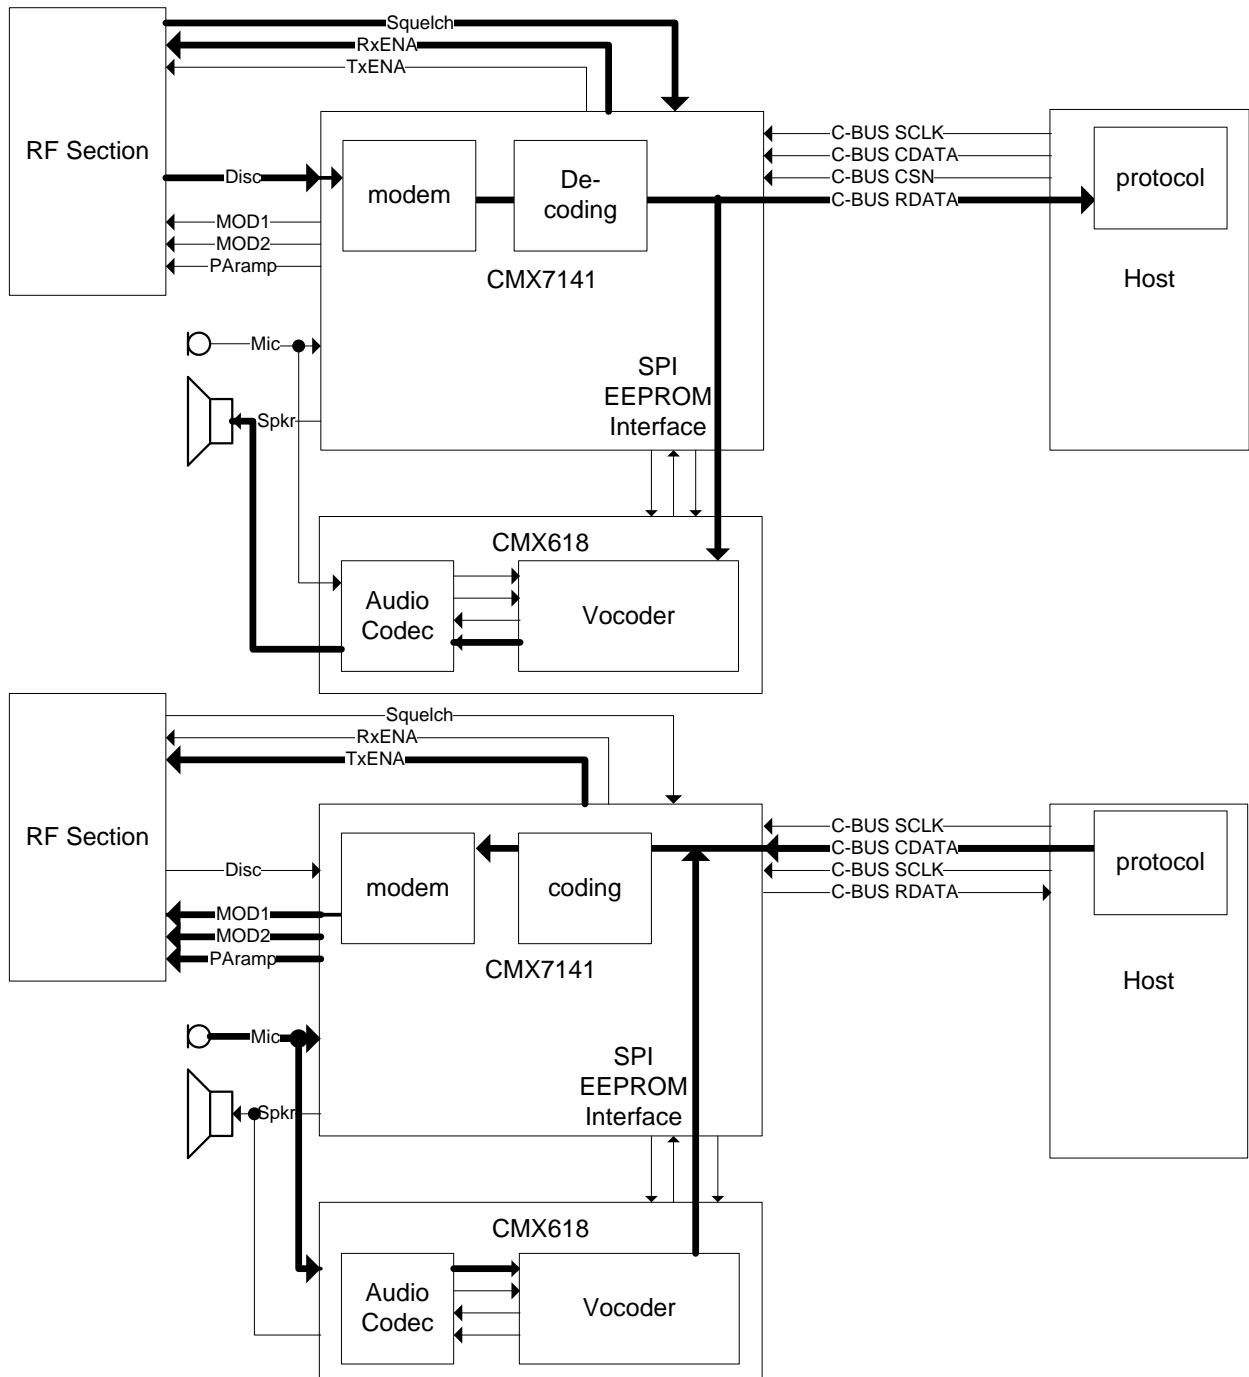 Squelch
RxENA
TxENA
RF Section
Disc
MOD1
MOD2
PAramp
modem
De-
coding
CMX7141
C-BUS SCLK
C-BUS CDATA
C-BUS CSN
C-BUS RDATA
protocol
Host
Mic
Spkr
SPI
EEPROM
Interface
CMX618
Audio
Codec
Vocoder
Squelch
RxENA
TxENA
RF Section
Disc
MOD1
MOD2
PAramp
modem
coding
CMX7141
C-BUS SCLK
C-BUS CDATA
C-BUS SCLK
C-BUS RDATA
protocol
Host
Mic
Spkr
SPI
EEPROM
Interface
CMX618
Audio
Codec
Vocoder